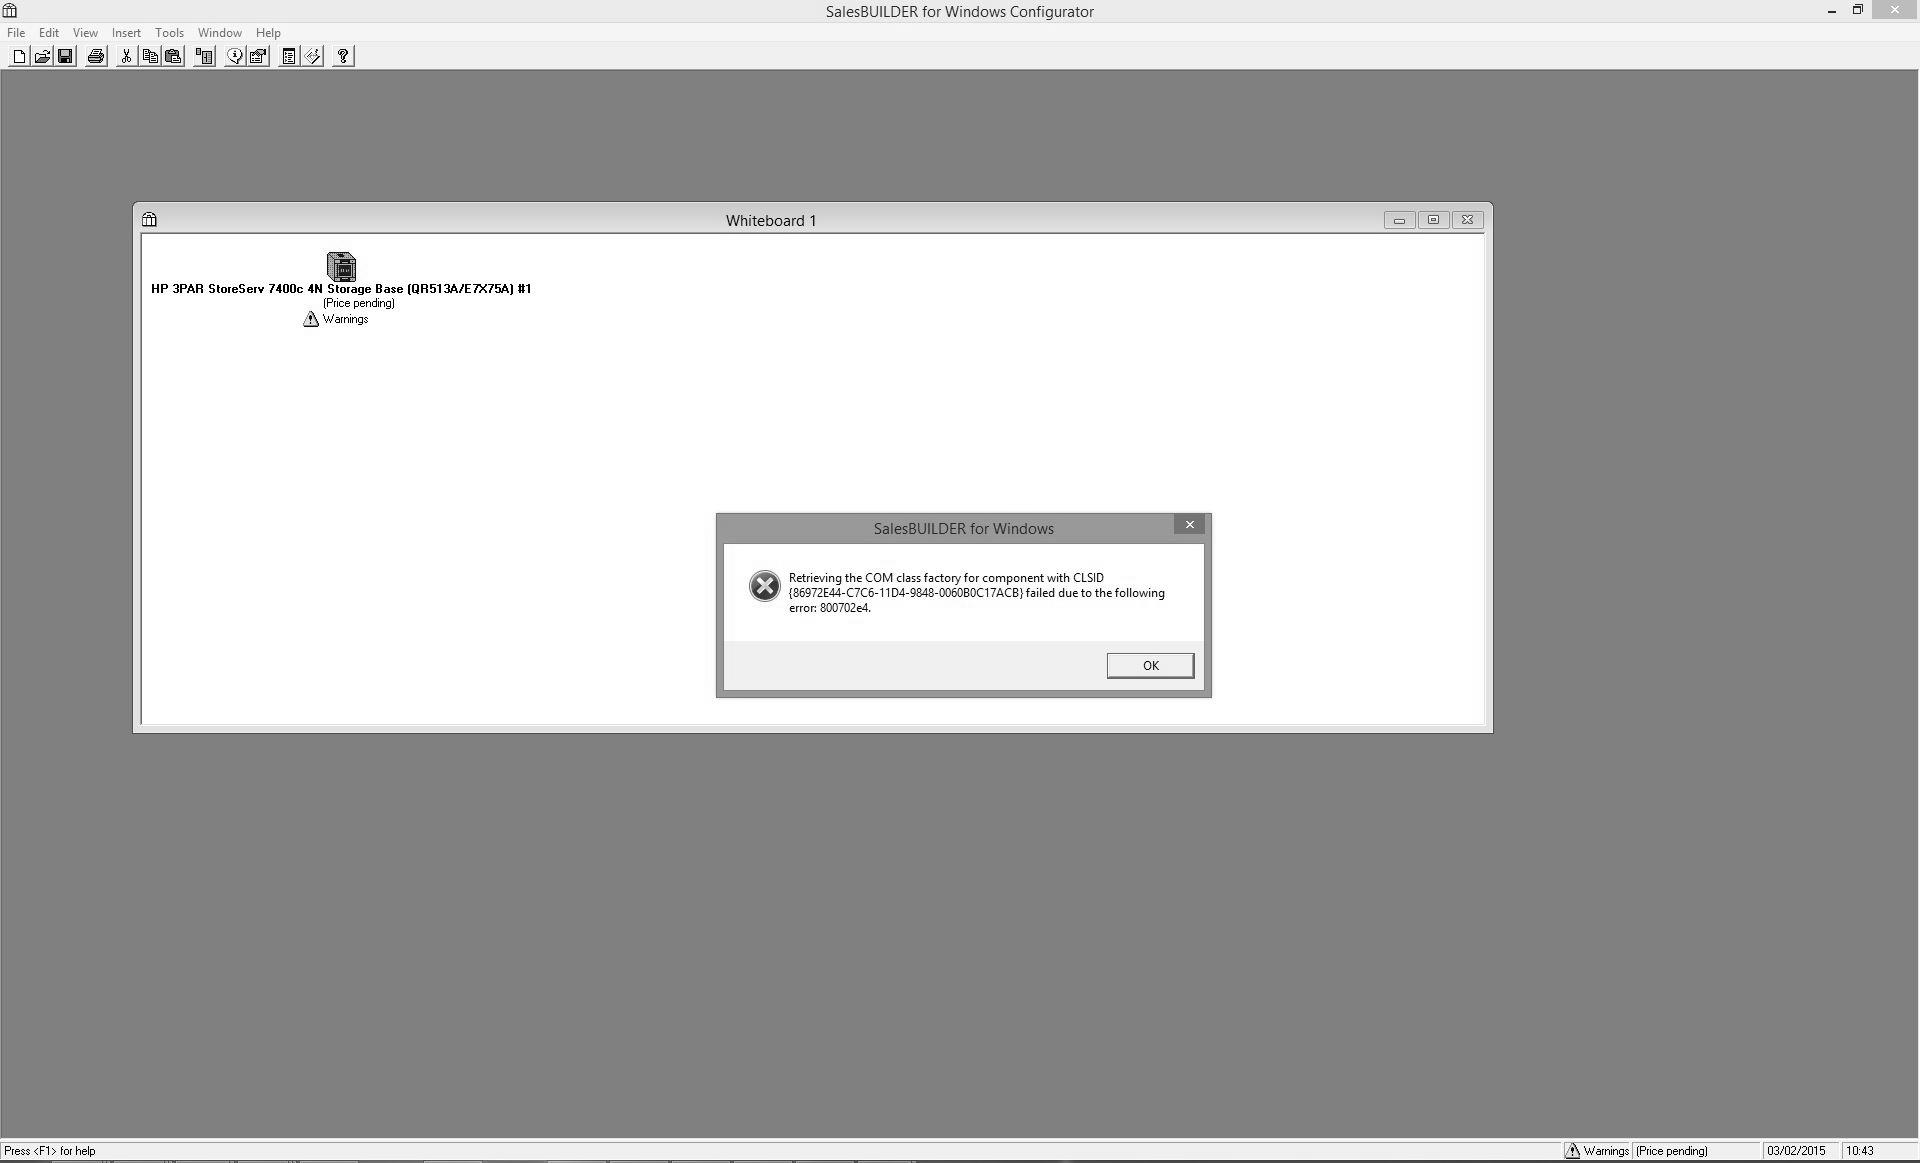 SalesBUILDER for Windows Configurator
File Edit View Insert Tools Window Help
Whiteboard 1
HP 3PAR StoreServ 7400c 4N Storage Base (QR513A/E7X75A) #1
(Price pending)
Warnings
SalesBUILDER for Windows
Retrieving the COM class factory for component with CLSID
{86972E44-C7C6-11D4-9848-0060B0C17ACB} failed due to the following
error: 800702e4.
OK
Press <F1> for help Warnings (Price pending) 03/02/2015 10:43